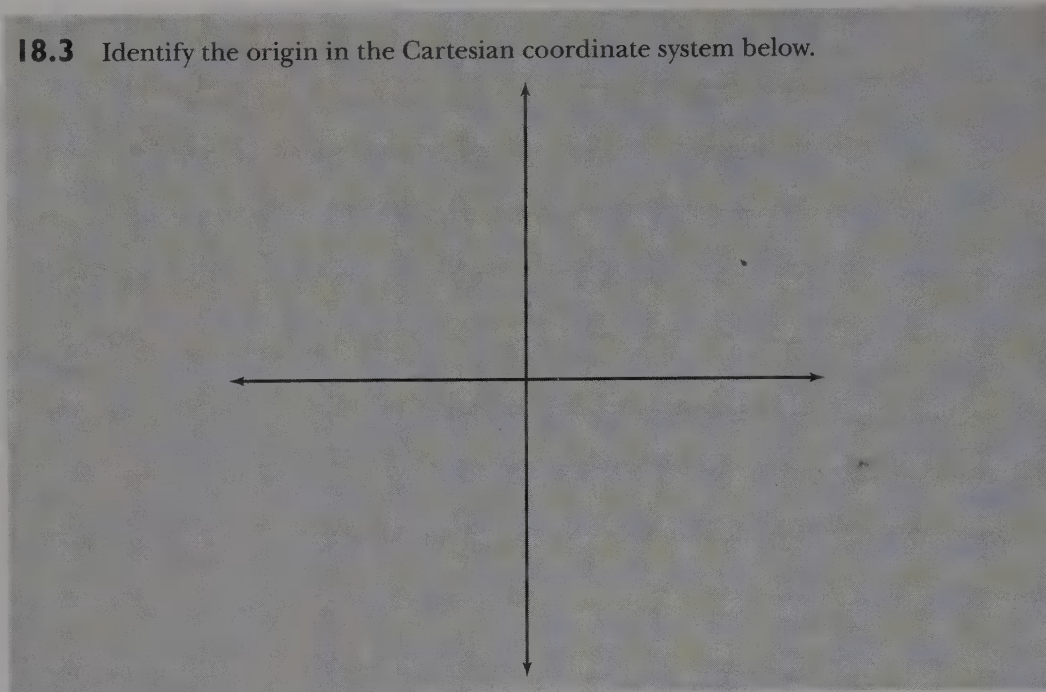 18.3 Identify the origin in the Cartesian coordinate system below.